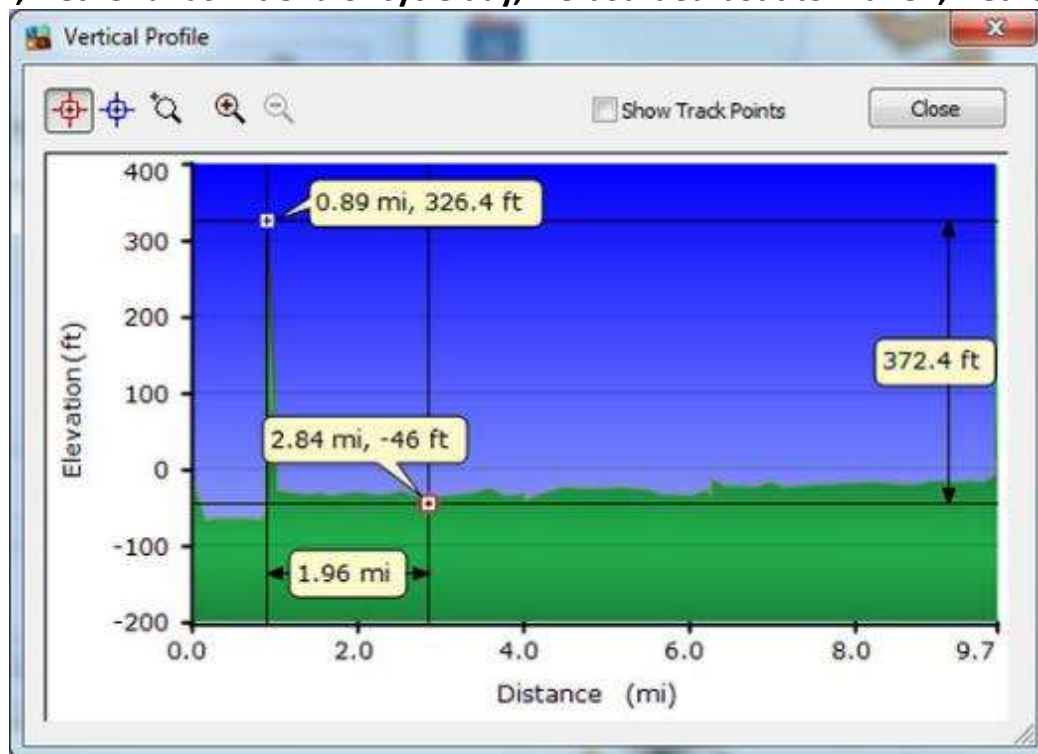 Vertical Profile
Show Track Points
Close
400
0.89 mi, 326.4 ft
300
200
372.4 ft
100
2.84 mi, -46 ft
0
-100
1.96 mi
-200
Elevation (ft)
0.0 2.0 4.0 6.0 8.0 9.7
Distance (mi)